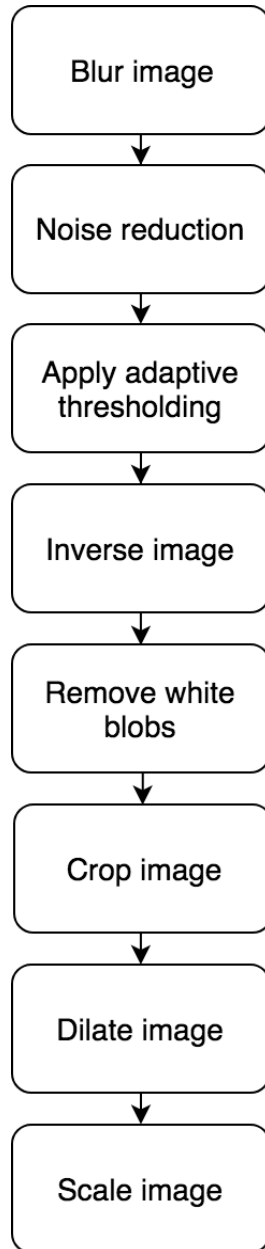 Blur image
Noise reduction
Apply adaptive
thresholding
Inverse image
Remove white
blobs
Crop image
Dilate image
Scale image